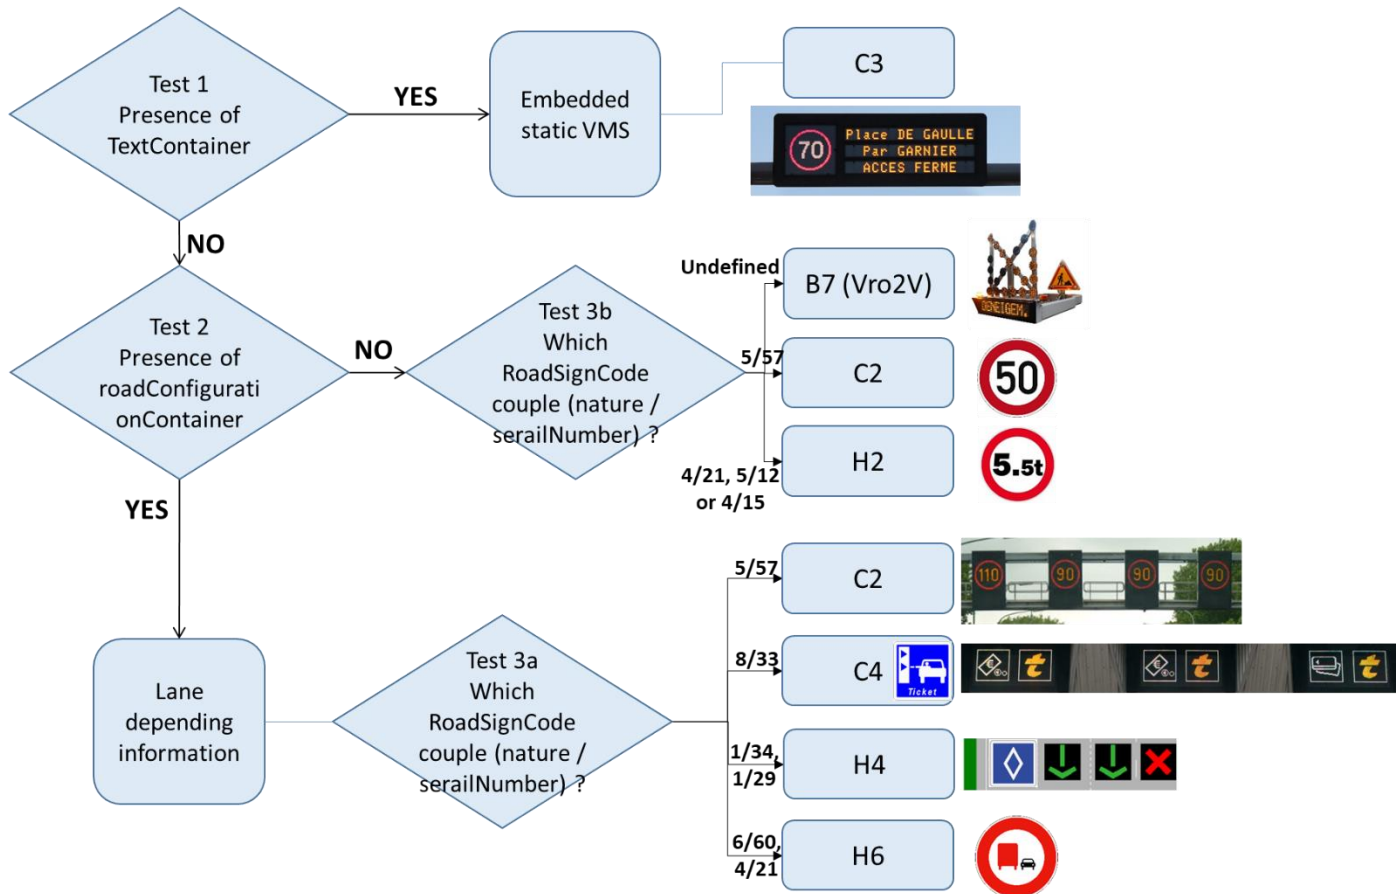 Test 1
Presence of
TextContainer
YES
Embedded
static VMS
C3
70
Place DE GAULLE
Par GARNIER
ACCES FERME
NO
Test 2
Presence of
roadConfigurati
onContainer
NO
Test 3b
Which
RoadSignCode
couple (nature /
serailNumber) ?
Undefined
B7 (Vro2V)
DENEIGEM.
5/57
C2
50
4/21, 5/12
or 4/15
H2
5.5t
YES
Lane
depending
information
Test 3a
Which
RoadSignCode
couple (nature /
serailNumber) ?
5/57
C2
110
90
90
90
8/33
C4
Ticket
€
t
€
t
t
1/34,
1/29
H4
6/60,
4/21
H6